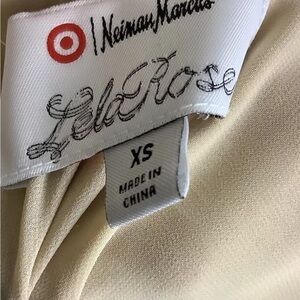 | Neiman Marcus
Lela Rose
XS
MADE IN
CHINA